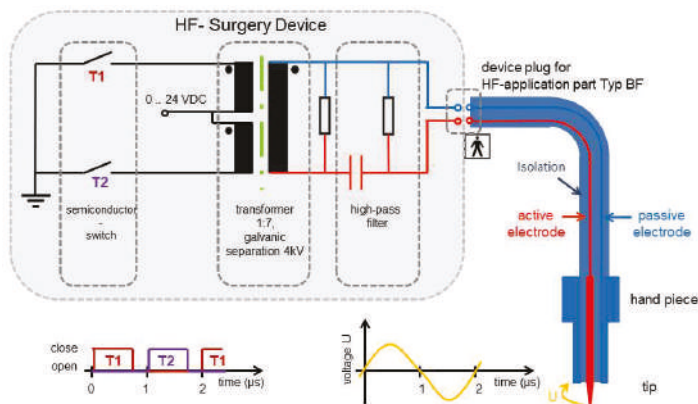 HF- Surgery Device
T1
0 .. 24 VDC
T2
semiconductor
-
switch
transformer
1:7,
galvanic
separation 4kV
high-pass
filter
device plug for
HF-application part Typ BF
Isolation
active
electrode
passive
electrode
hand piece
tip
U
close
open
T1
T2
T1
0
1
2
time (µs)
voltage U
0
1
2
time (µs)